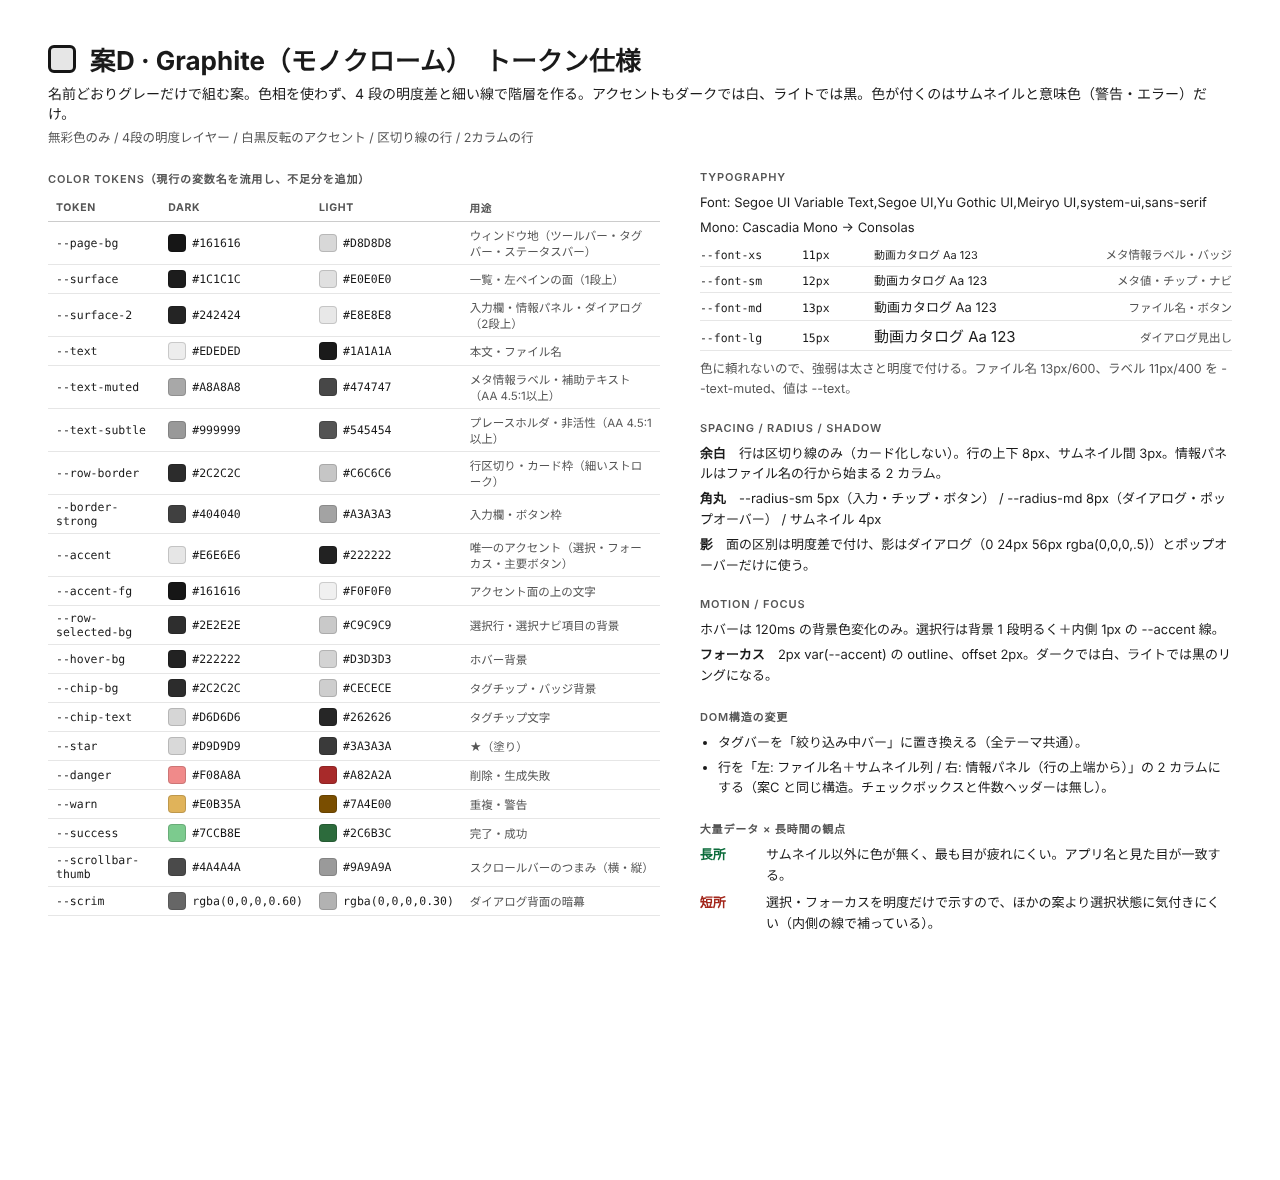 案D · Graphite（モノクローム）　トークン仕様
名前どおりグレーだけで組む案。色相を使わず、4 段の明度差と細い線で階層を作る。アクセントもダークでは白、ライトでは黒。色が付くのはサムネイルと意味色（警告・エラー）だ
け。
無彩色のみ / 4段の明度レイヤー / 白黒反転のアクセント / 区切り線の行 / 2カラムの行
COLOR TOKENS（現行の変数名を流用し、不足分を追加）
TOKEN DARK LIGHT 用途
--page-bg #161616 #D8D8D8 ウィンドウ地（ツールバー・タグ
バー・ステータスバー）
--surface #1C1C1C #E0E0E0 一覧・左ペインの面（1段上）
--surface-2 #242424 #E8E8E8 入力欄・情報パネル・ダイアログ
（2段上）
--text #EDEDED #1A1A1A 本文・ファイル名
--text-muted #A8A8A8 #474747 メタ情報ラベル・補助テキスト
（AA 4.5:1以上）
--text-subtle #999999 #545454 プレースホルダ・非活性（AA 4.5:1
以上）
--row-border #2C2C2C #C6C6C6 行区切り・カード枠（細いストロ
ーク）
--border-
strong #404040 #A3A3A3 入力欄・ボタン枠
--accent #E6E6E6 #222222 唯一のアクセント（選択・フォー
カス・主要ボタン）
--accent-fg #161616 #F0F0F0 アクセント面の上の文字
--row-
selected-bg #2E2E2E #C9C9C9 選択行・選択ナビ項目の背景
--hover-bg #222222 #D3D3D3 ホバー背景
--chip-bg #2C2C2C #CECECE タグチップ・バッジ背景
--chip-text #D6D6D6 #262626 タグチップ文字
--star #D9D9D9 #3A3A3A ★（塗り）
--danger #F08A8A #A82A2A 削除・生成失敗
--warn #E0B35A #7A4E00 重複・警告
--success #7CCB8E #2C6B3C 完了・成功
--scrollbar-
thumb #4A4A4A #9A9A9A スクロールバーのつまみ（横・縦）
--scrim rgba(0,0,0,0.60) rgba(0,0,0,0.30) ダイアログ背面の暗幕
TYPOGRAPHY
Font: Segoe UI Variable Text,Segoe UI,Yu Gothic UI,Meiryo UI,system-ui,sans-serif
Mono: Cascadia Mono → Consolas
--font-xs 11px 動画カタログ Aa 123 メタ情報ラベル・バッジ
--font-sm 12px 動画カタログ Aa 123 メタ値・チップ・ナビ
--font-md 13px 動画カタログ Aa 123 ファイル名・ボタン
--font-lg 15px 動画カタログ Aa 123 ダイアログ見出し
色に頼れないので、強弱は太さと明度で付ける。ファイル名 13px/600、ラベル 11px/400 を -
-text-muted、値は --text。
SPACING / RADIUS / SHADOW
余白　行は区切り線のみ（カード化しない）。行の上下 8px、サムネイル間 3px。情報パネ
ルはファイル名の行から始まる 2 カラム。
角丸　--radius-sm 5px（入力・チップ・ボタン） / --radius-md 8px（ダイアログ・ポッ
プオーバー） / サムネイル 4px
影　面の区別は明度差で付け、影はダイアログ（0 24px 56px rgba(0,0,0,.5)）とポップオ
ーバーだけに使う。
MOTION / FOCUS
ホバーは 120ms の背景色変化のみ。選択行は背景 1 段明るく＋内側 1px の --accent 線。
フォーカス　2px var(--accent) の outline、offset 2px。ダークでは白、ライトでは黒のリ
ングになる。
DOM構造の変更
• タグバーを「絞り込み中バー」に置き換える（全テーマ共通）。
• 行を「左: ファイル名＋サムネイル列 / 右: 情報パネル（行の上端から）」の 2 カラムに
する（案C と同じ構造。チェックボックスと件数ヘッダーは無し）。
大量データ × 長時間の観点
長所 サムネイル以外に色が無く、最も目が疲れにくい。アプリ名と見た目が一致す
る。
短所 選択・フォーカスを明度だけで示すので、ほかの案より選択状態に気付きにく
い（内側の線で補っている）。